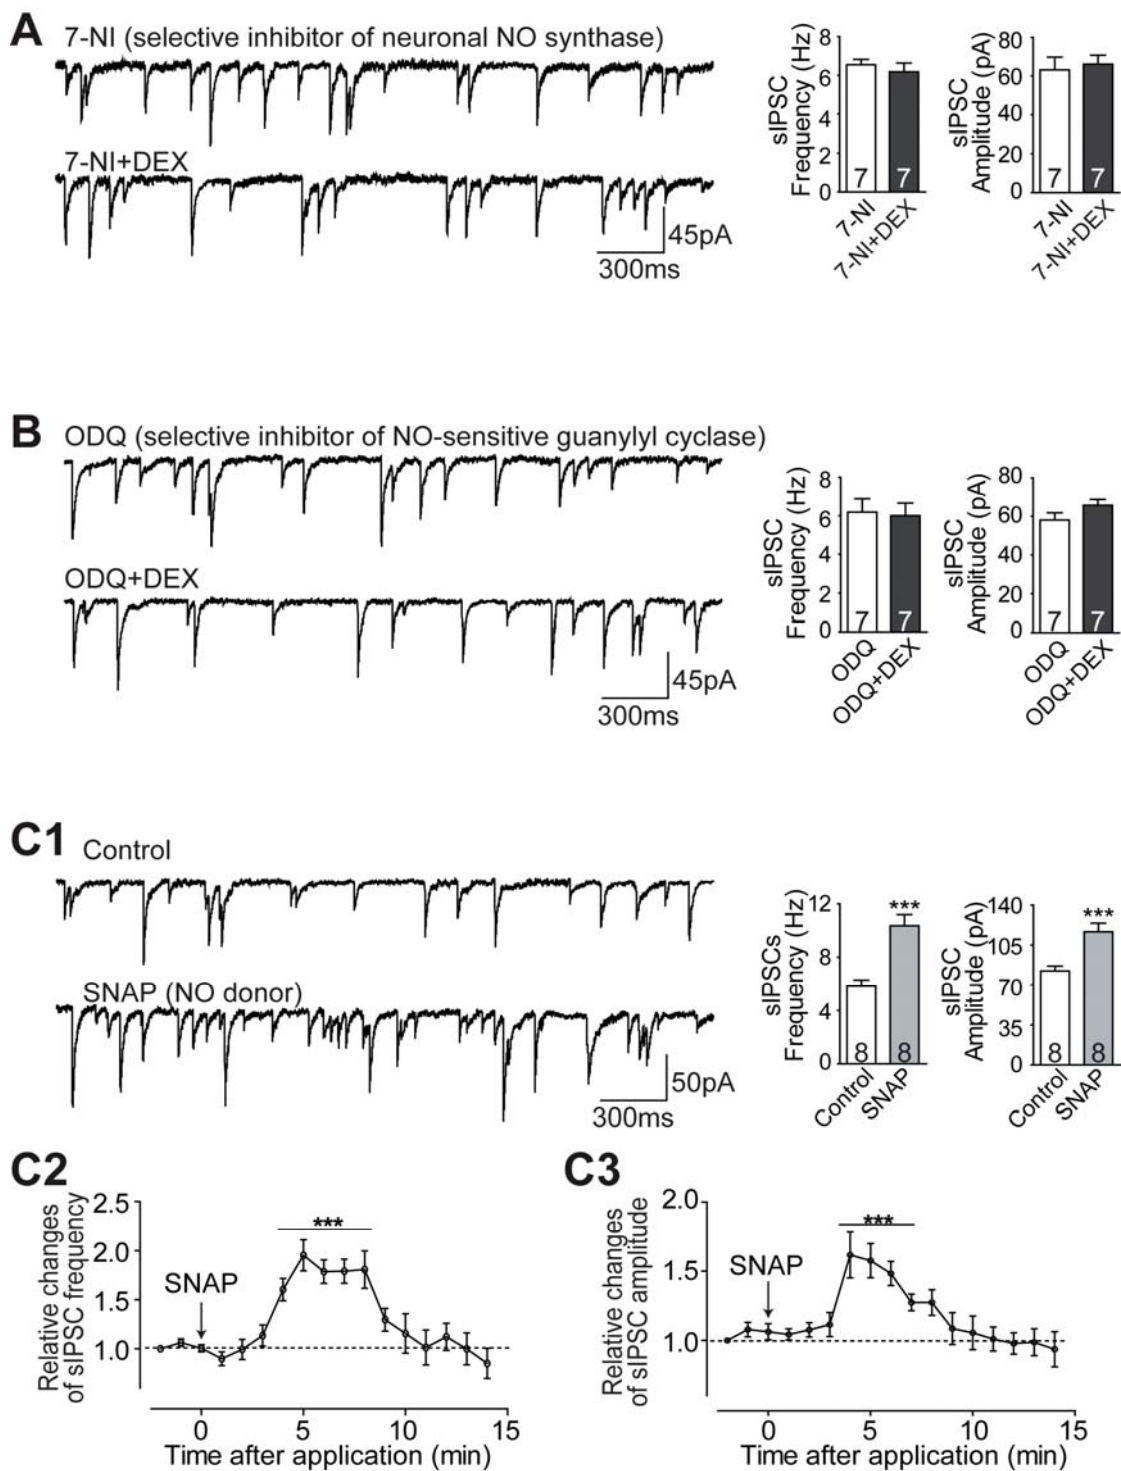 A
7-NI (selective inhibitor of neuronal NO synthase)
7-NI+DEX
45pA
300ms
sIPSC
Frequency (Hz)
8
6
4
2
0
7
7
7-NI
7-NI+DEX
sIPSC
Amplitude (pA)
80
60
40
20
0
7
7
7-NI
7-NI+DEX
B
ODQ (selective inhibitor of NO-sensitive guanylyl cyclase)
ODQ+DEX
45pA
300ms
sIPSC
Frequency (Hz)
8
6
4
2
0
7
7
ODQ
ODQ+DEX
sIPSC
Amplitude (pA)
80
60
40
20
0
7
7
ODQ
ODQ+DEX
C1
Control
SNAP (NO donor)
50pA
300ms
sIPSCs
Frequency (Hz)
12
8
4
0
***
8
8
Control
SNAP
sIPSC
Amplitude (pA)
140
105
70
35
0
***
8
8
Control
SNAP
C2
Relative changes
of sIPSC frequency
2.5
2.0
1.5
1.0
SNAP
***
0
5
10
15
Time after application (min)
C3
Relative changes
of sIPSC amplitude
2.0
1.5
1.0
SNAP
***
0
5
10
15
Time after application (min)